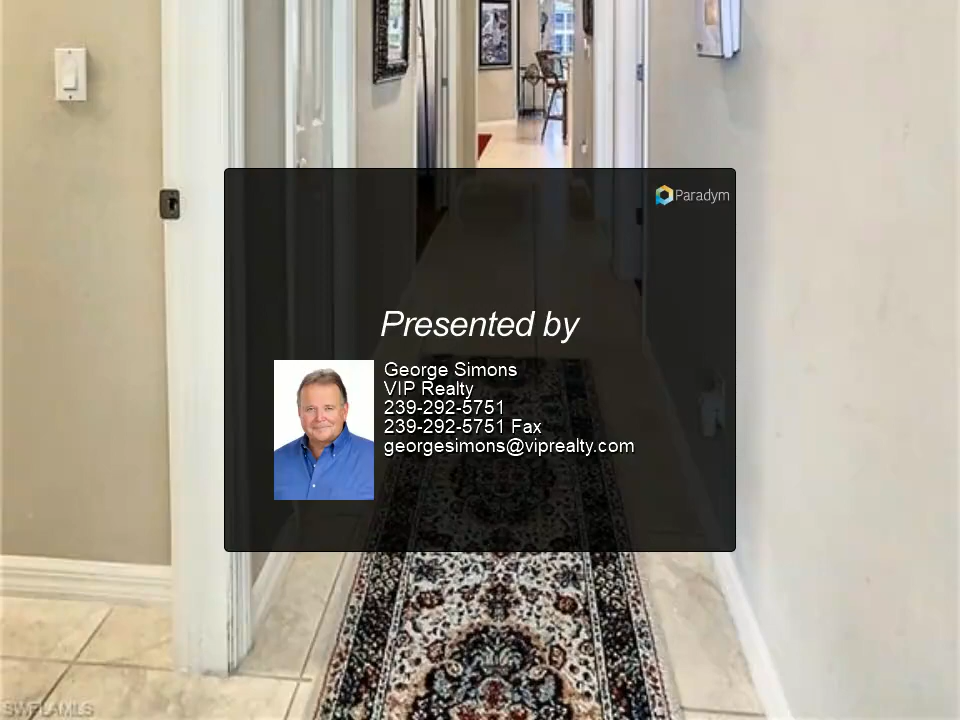 Paradym
Presented by
George Simons
VIP Realty
239-292-5751
239-292-5751 Fax
georgesimons@viprealty.com
SWFLAMLS